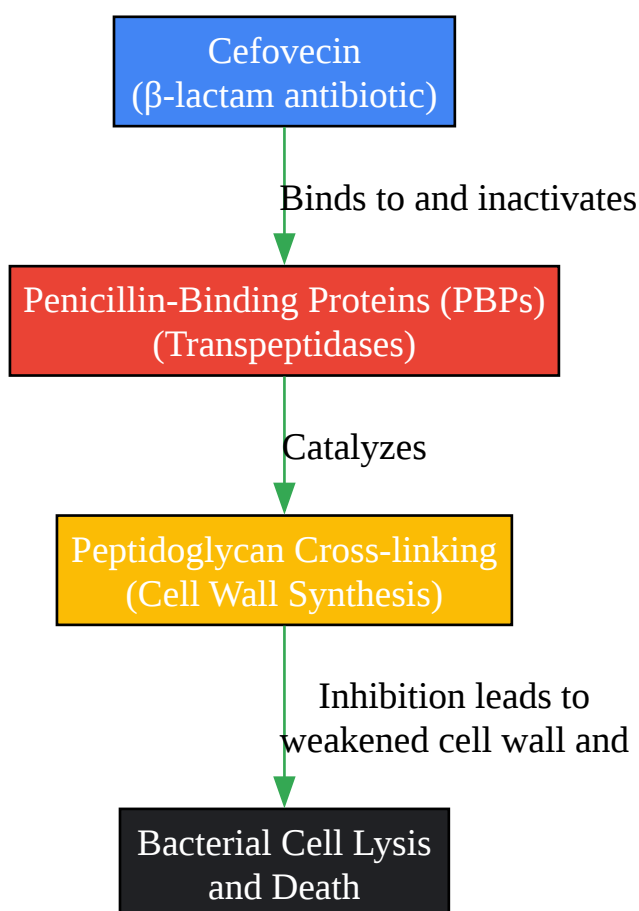 Cefovecin
(β-lactam antibiotic)
Binds to and inactivates
Penicillin-Binding Proteins (PBPs)
(Transpeptidases)
Catalyzes
Peptidoglycan Cross-linking
(Cell Wall Synthesis)
Inhibition leads to
weakened cell wall and
Bacterial Cell Lysis
and Death